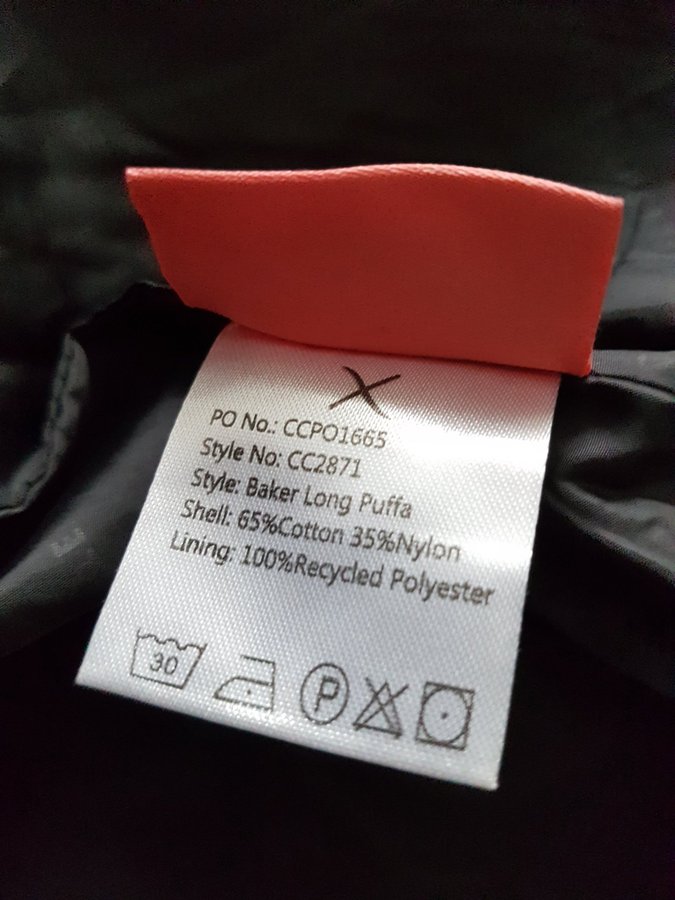 X
PO No.: CCPO1665
Style No: CC2871
Style: Baker Long Puffa
Shell: 65%Cotton 35%Nylon
Lining: 100%Recycled Polyester
30 P